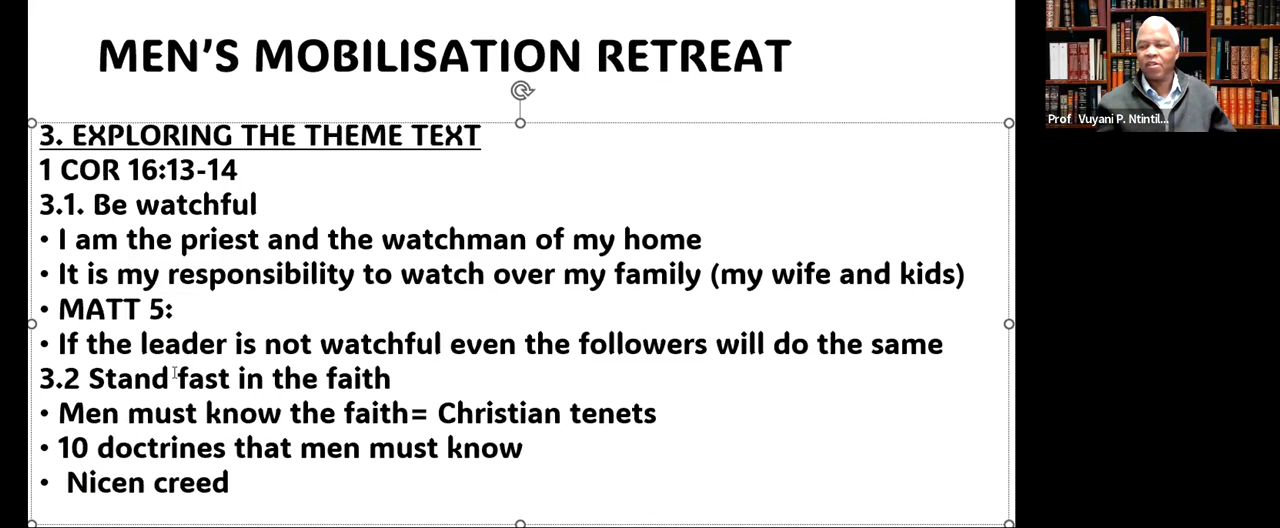 MEN'S MOBILISATION RETREAT
3. EXPLORING THE THEME TEXT
1 COR 16:13-14
3.1. Be watchful
• I am the priest and the watchman of my home
• It is my responsibility to watch over my family (my wife and kids)
• MATT 5:
• If the leader is not watchful even the followers will do the same
3.2 Stand fast in the faith
• Men must know the faith= Christian tenets
• 10 doctrines that men must know
• Nicen creed
Prof Vuyani P. Ntintil...